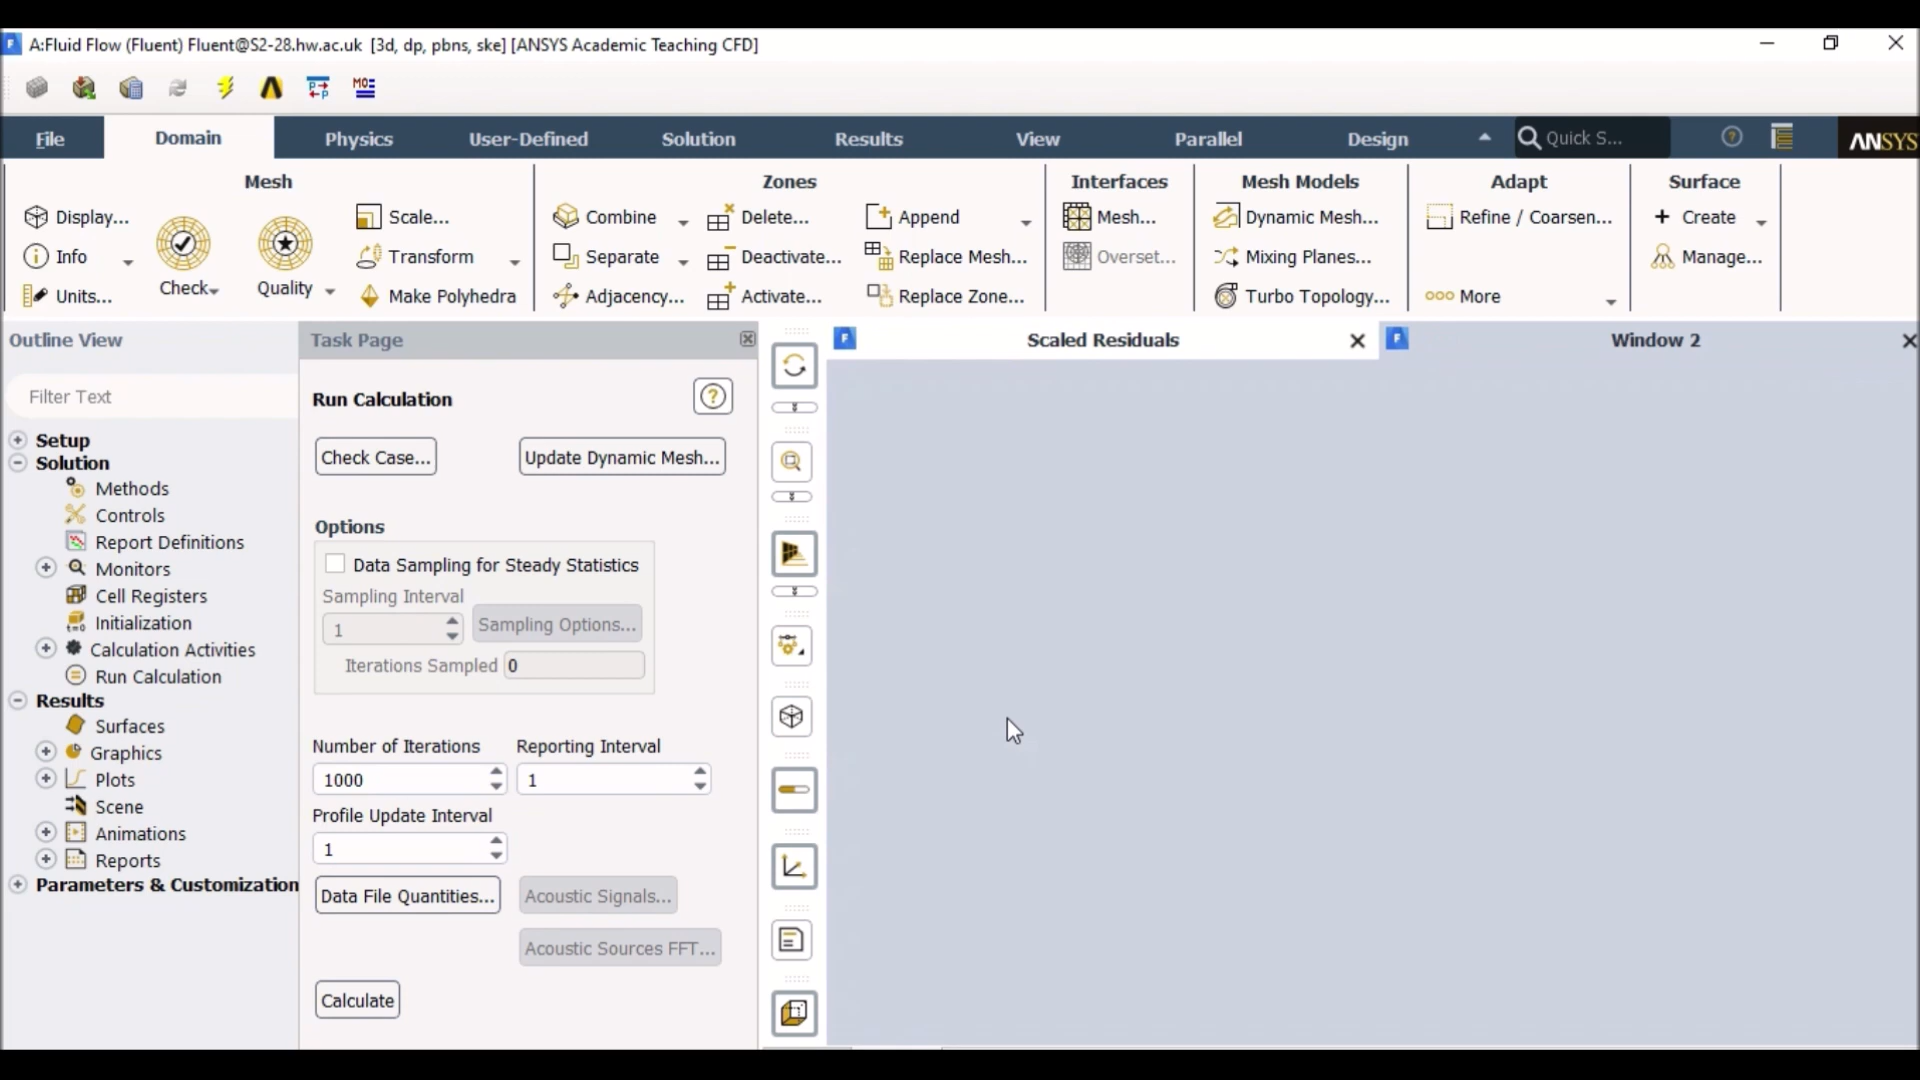 A:Fluid Flow (Fluent) Fluent@S2-28.hw.ac.uk [3d, dp, pbns, ske] [ANSYS Academic Teaching CFD]
File Domain Physics User-Defined Solution Results View Parallel Design Quick S... ANSYS
Mesh
Display...
Info
Units...
Check
Quality
Scale...
Transform
Make Polyhedra
Zones
Combine
Separate
Adjacency...
Delete...
Deactivate...
Activate...
Append
Replace Mesh...
Replace Zone...
Interfaces
Mesh...
Overset...
Mesh Models
Dynamic Mesh...
Mixing Planes...
Turbo Topology...
Adapt
Refine / Coarsen...
More
Surface
Create
Manage...
Outline View
Filter Text
Setup
Solution
Methods
Controls
Report Definitions
Monitors
Cell Registers
Initialization
Calculation Activities
Run Calculation
Results
Surfaces
Graphics
Plots
Scene
Animations
Reports
Parameters & Customization
Task Page
Run Calculation
Check Case... Update Dynamic Mesh...
Options
Data Sampling for Steady Statistics
Sampling Interval
1 Sampling Options...
Iterations Sampled 0
Number of Iterations Reporting Interval
1000 1
Profile Update Interval
1
Data File Quantities... Acoustic Signals...
Acoustic Sources FFT...
Calculate
Scaled Residuals
Window 2